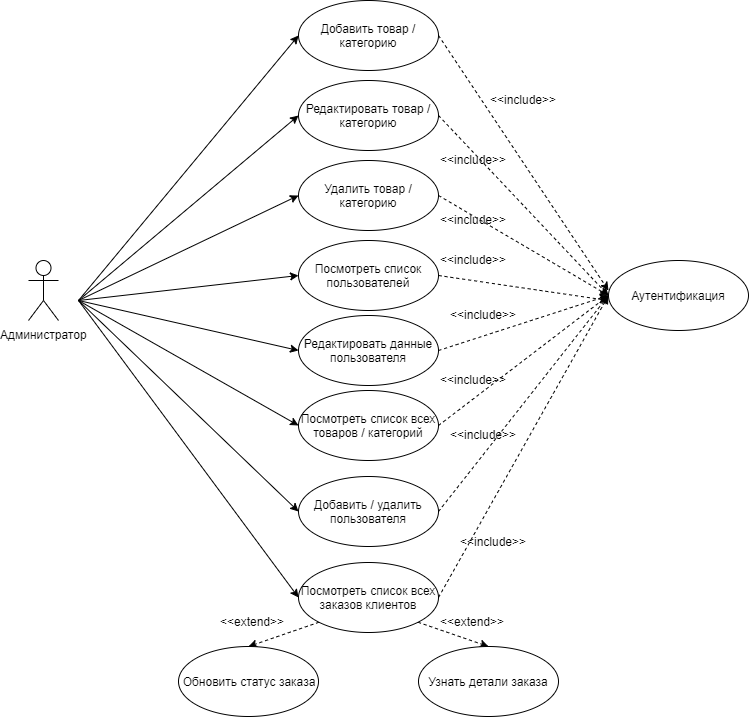 Добавить товар /
категорию
<<include>>
Редактировать товар /
категорию
<<include>>
Удалить товар /
категорию
<<include>>
Посмотреть список
пользователей
<<include>>
Администратор
Аутентификация
<<include>>
Редактировать данные
пользователя
<<include>>
Посмотреть список всех
товаров / категорий
<<include>>
Добавить / удалить
пользователя
<<include>>
Посмотреть список всех
заказов клиентов
<<extend>>
<<extend>>
Обновить статус заказа
Узнать детали заказа